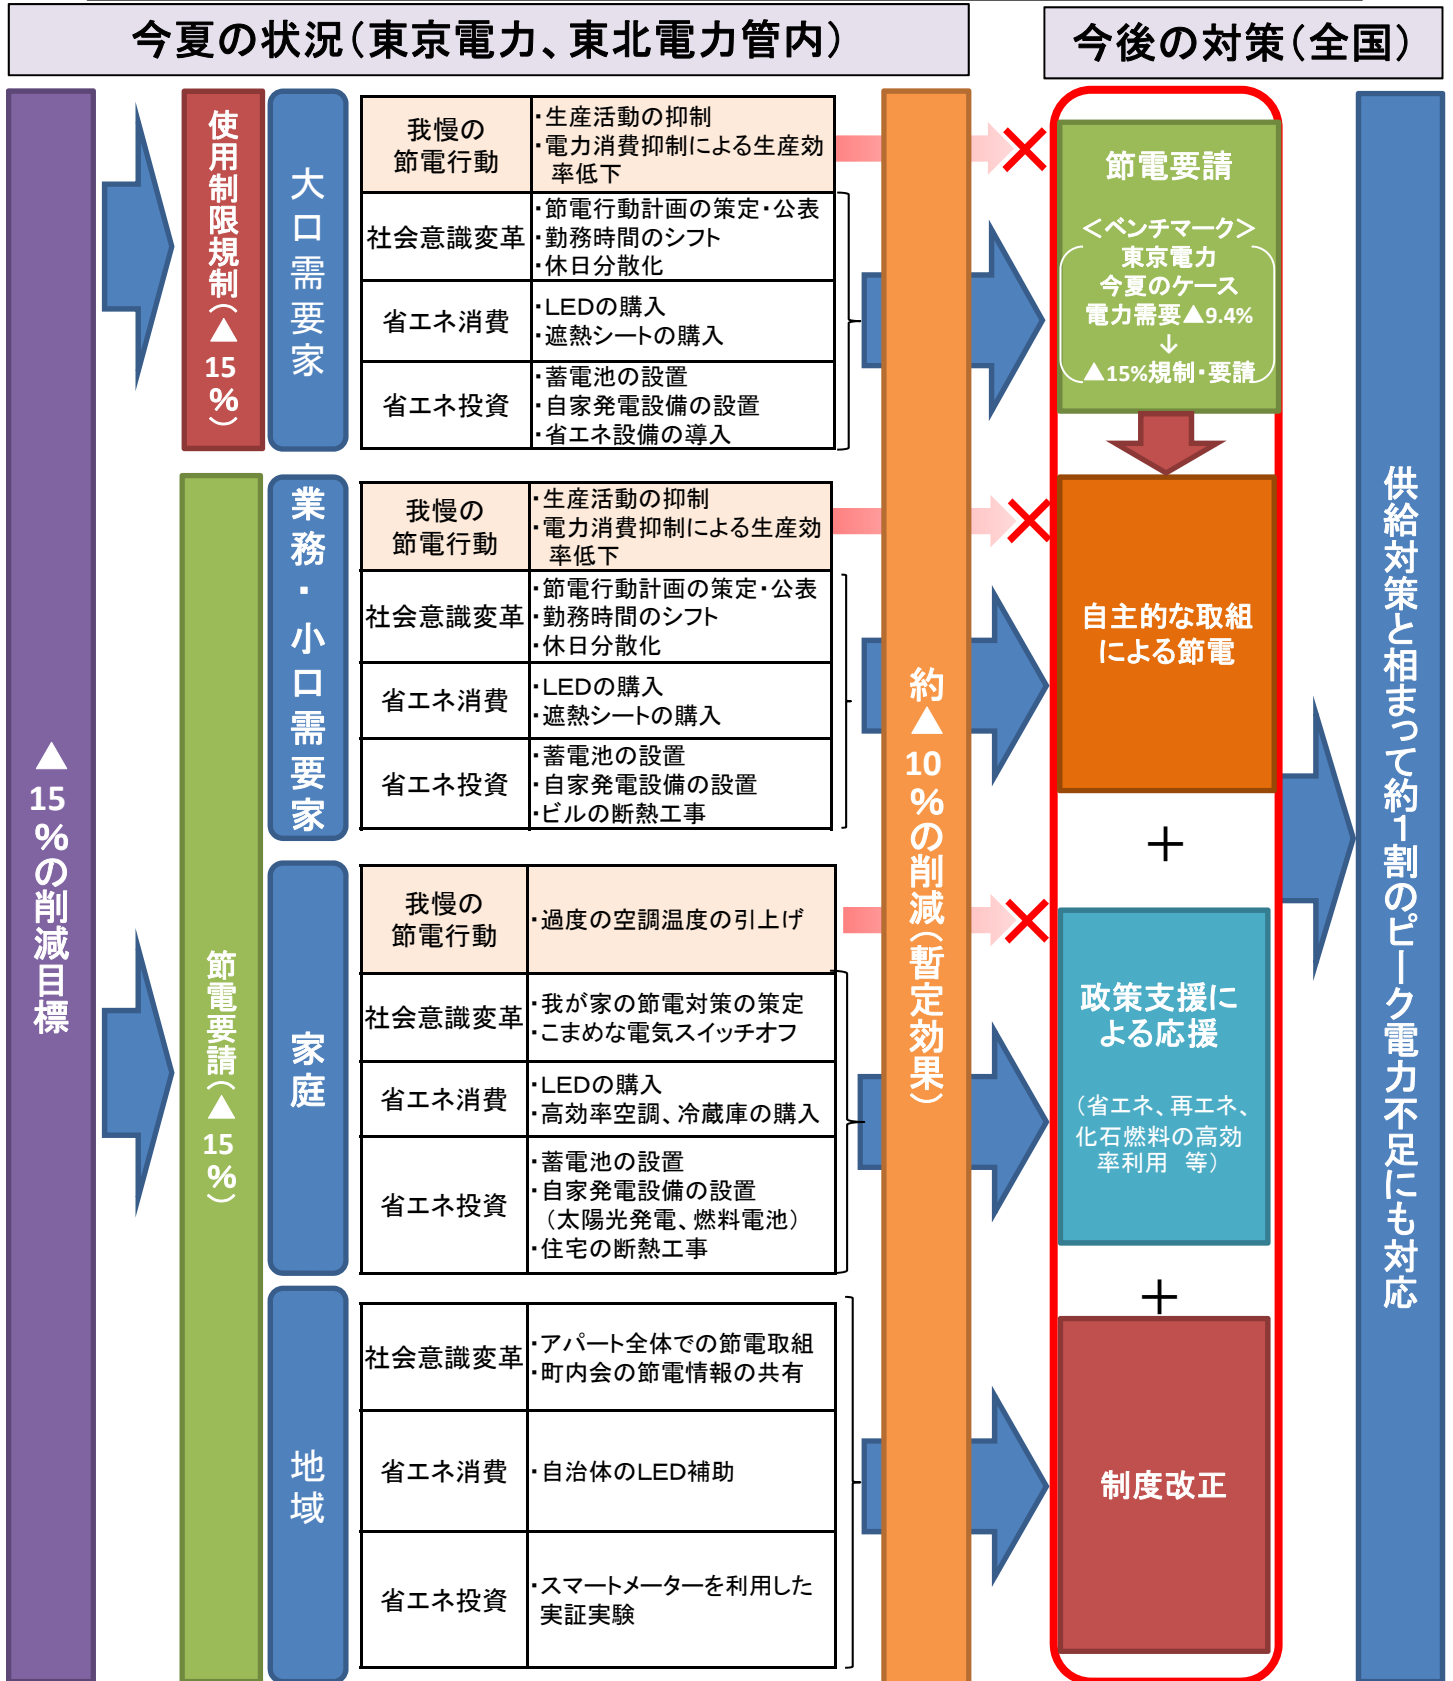 今夏の状況(東京電力、東北電力管内)
今後の対策(全国)
▲15%の削減目標
使用制限規制(▲15%)
大口需要家
我慢の
節電行動
・生産活動の抑制
・電力消費抑制による生産効
率低下
社会意識変革
・節電行動計画の策定・公表
・勤務時間のシフト
・休日分散化
省エネ消費
・LEDの購入
・遮熱シートの購入
省エネ投資
・蓄電池の設置
・自家発電設備の設置
・省エネ設備の導入
節電要請(▲15%)
業務・小口需要家
我慢の
節電行動
・生産活動の抑制
・電力消費抑制による生産効
率低下
社会意識変革
・節電行動計画の策定・公表
・勤務時間のシフト
・休日分散化
省エネ消費
・LEDの購入
・遮熱シートの購入
省エネ投資
・蓄電池の設置
・自家発電設備の設置
・ビルの断熱工事
家庭
我慢の
節電行動
・過度の空調温度の引上げ
社会意識変革
・我が家の節電対策の策定
・こまめな電気スイッチオフ
省エネ消費
・LEDの購入
・高効率空調、冷蔵庫の購入
省エネ投資
・蓄電池の設置
・自家発電設備の設置
(太陽光発電、燃料電池)
・住宅の断熱工事
地域
社会意識変革
・アパート全体での節電取組
・町内会の節電情報の共有
省エネ消費
・自治体のLED補助
省エネ投資
・スマートメーターを利用した
実証実験
約▲10%の削減(暫定効果)
節電要請
<ベンチマーク>
東京電力
今夏のケース
電力需要▲9.4%
↓
▲15%規制・要請
自主的な取組
による節電
+
政策支援に
よる応援
(省エネ、再エネ、
化石燃料の高効
率利用 等)
+
制度改正
供給対策と相まって約1割のピーク電力不足にも対応